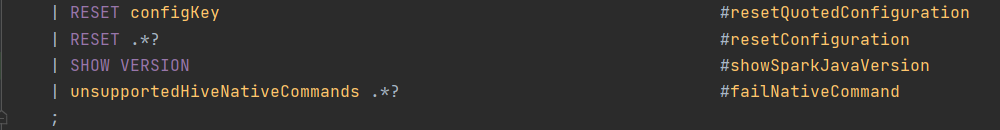 | RESET configKey #resetQuotedConfiguration
| RESET .*? #resetConfiguration
| SHOW VERSION #showSparkJavaVersion
| unsupportedHiveNativeCommands .*? #failNativeCommand
;